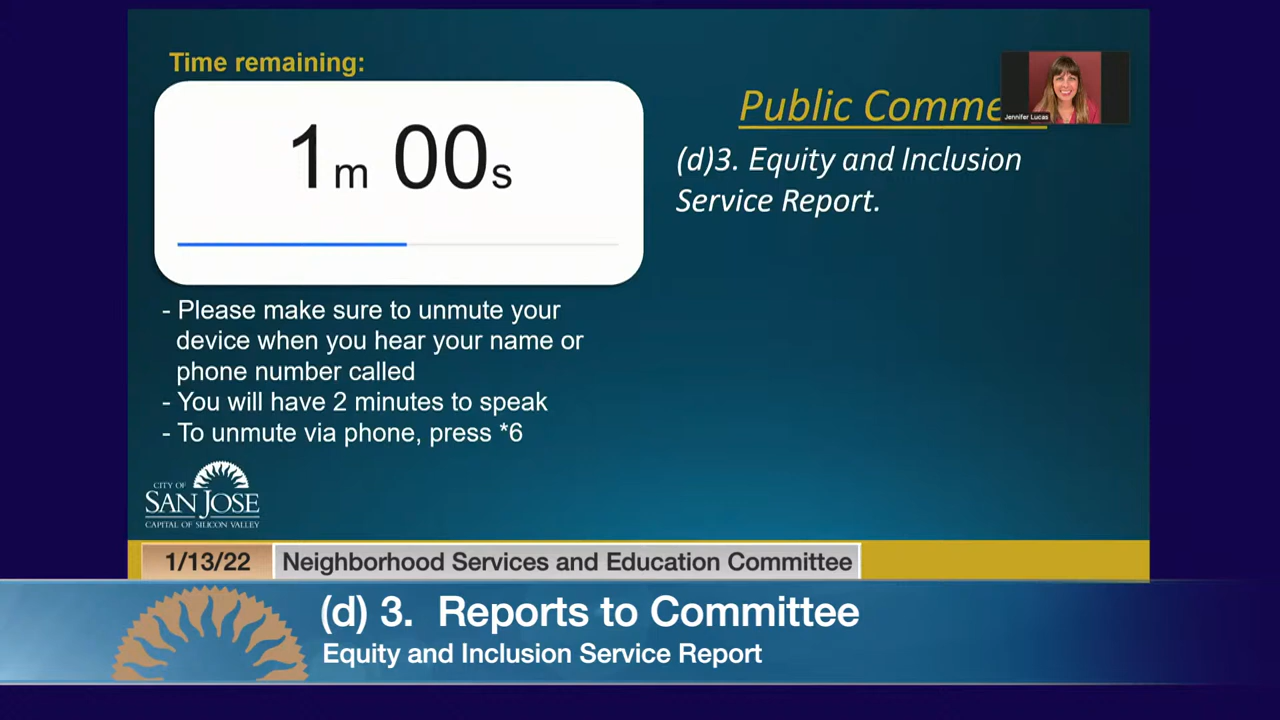 Time remaining:
1m 00s
Public Comme
Jennifer Lucas
(d)3. Equity and Inclusion
Service Report.
- Please make sure to unmute your
device when you hear your name or
phone number called
- You will have 2 minutes to speak
- To unmute via phone, press *6
CITY OF
SAN JOSE
CAPITAL OF SILICON VALLEY
1/13/22
Neighborhood Services and Education Committee
(d) 3. Reports to Committee
Equity and Inclusion Service Report